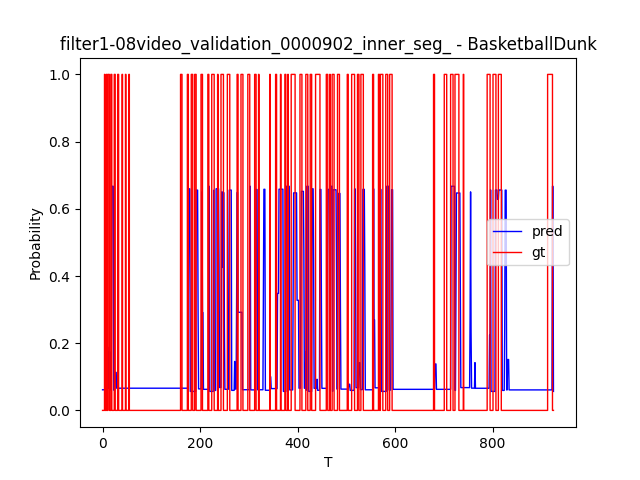 filter1-08video_validation_0000902_inner_seg_ - BasketballDunk
1.0
0.8
0.6
0.4
0.2
0.0
Probability
0
200
400
600
800
T
pred
gt